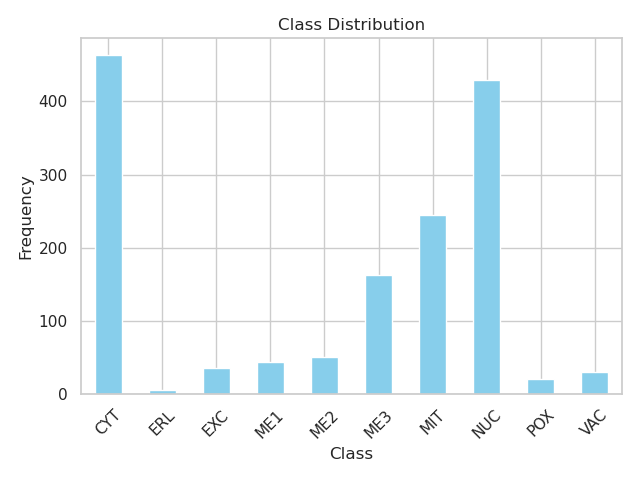 Class Distribution
Frequency
400
300
200
100
0
CYT ERL EXC ME1 ME2 ME3 MIT NUC POX VAC
Class